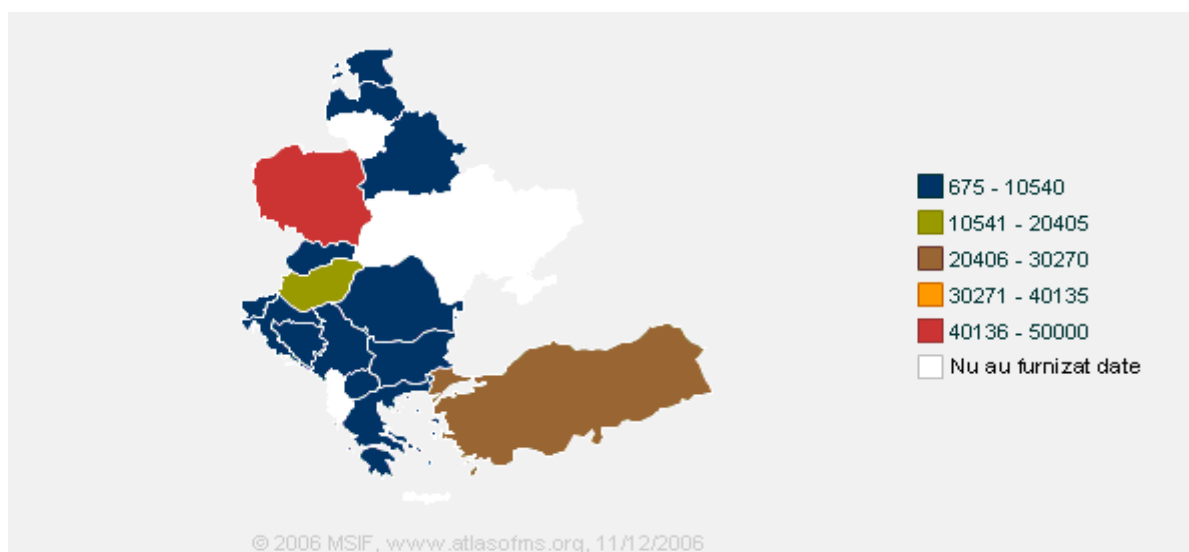 675 - 10540
10541 - 20405
20406 - 30270
30271 - 40135
40136 - 50000
Nu au furnizat date
© 2006 MSIF, www.atlasofms.org, 11/12/2006